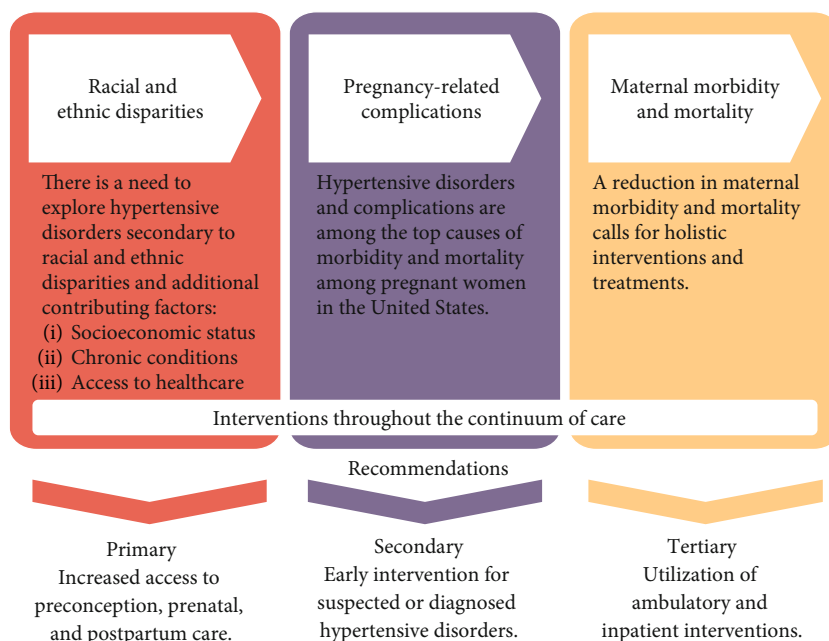 Racial and
ethnic disparities
There is a need to
explore hypertensive
disorders secondary to
racial and ethnic
disparities and additional
contributing factors:
(i) Socioeconomic status
(ii) Chronic conditions
(iii) Access to healthcare
Pregnancy-related
complications
Hypertensive disorders
and complications are
among the top causes of
morbidity and mortality
among pregnant women
in the United States.
Maternal morbidity
and mortality
A reduction in maternal
morbidity and mortality
calls for holistic
interventions and
treatments.
Interventions throughout the continuum of care
Recommendations
Primary
Increased access to
preconception, prenatal,
and postpartum care.
Secondary
Early intervention for
suspected or diagnosed
hypertensive disorders.
Tertiary
Utilization of
ambulatory and
inpatient interventions.